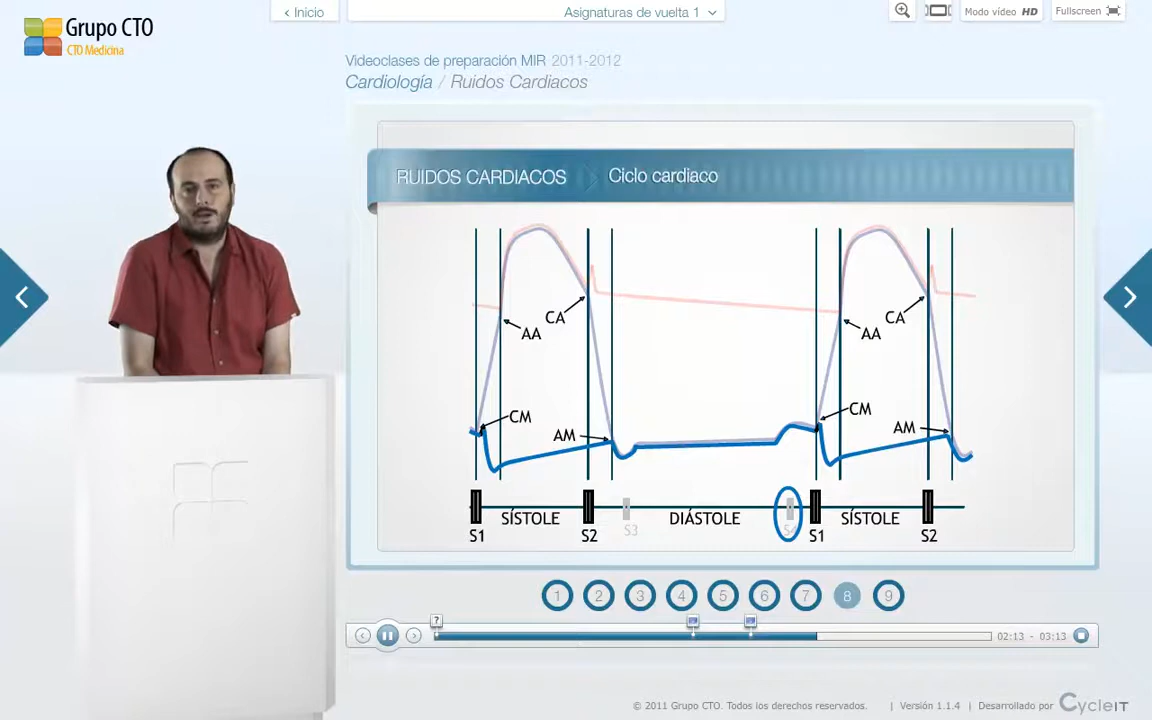 Grupo CTO
CTO Medicina
‹ Inicio
Asignaturas de vuelta 1
Modo vídeo HD
Fullscreen
Videoclases de preparación MIR 2011-2012
Cardiología / Ruidos Cardiacos
RUIDOS CARDIACOS
Ciclo cardiaco
CA
AA
CM
AM
CA
AA
CM
AM
SÍSTOLE
DIÁSTOLE
SÍSTOLE
S1
S2
S3
S4
S1
S2
1 2 3 4 5 6 7 8 9
?
02:13 - 03:13
© 2011 Grupo CTO. Todos los derechos reservados. | Versión 1.1.4 | Desarrollado por CycleIT